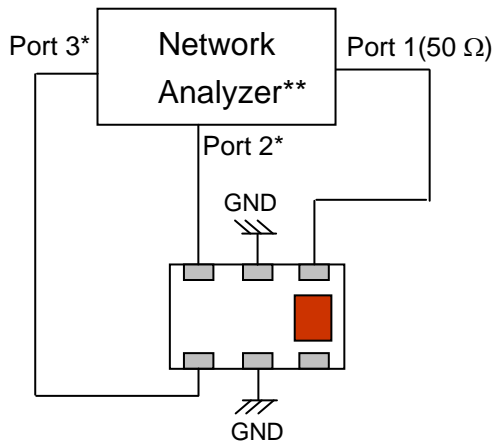 Port 3*
Network
Analyzer**
Port 1(50 Ω)
Port 2*
GND
GND